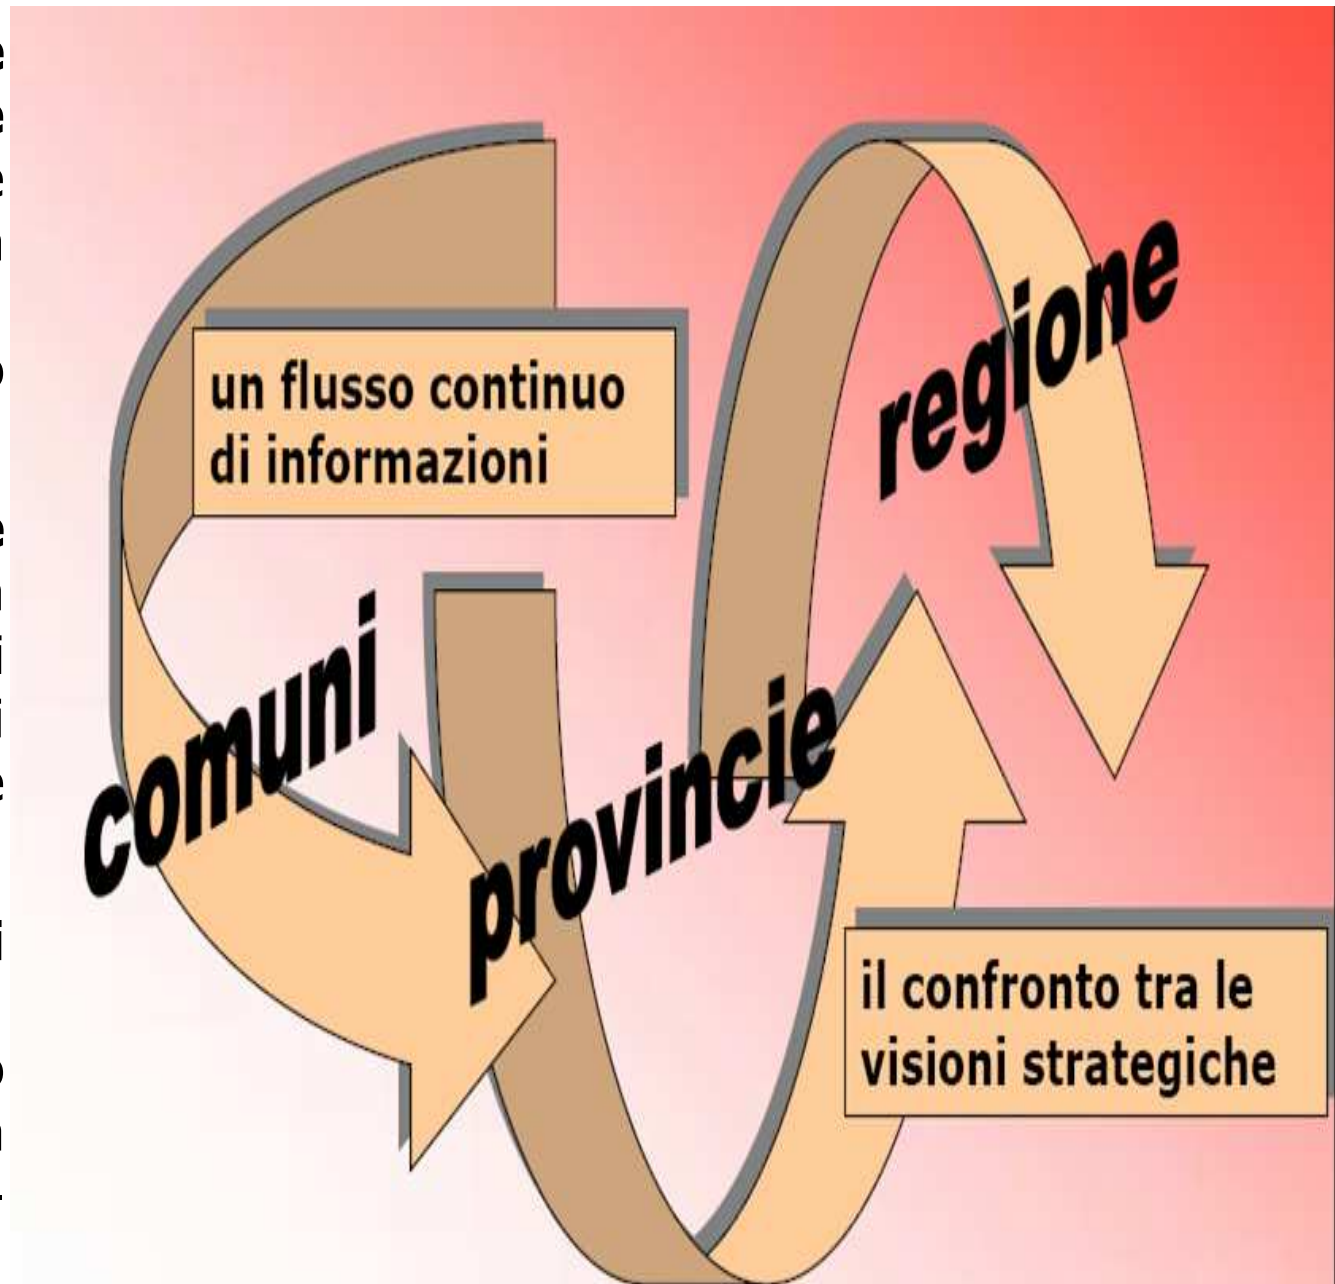 un flusso continuo
di informazioni
regione
comuni
provincie
il confronto tra le
visioni strategiche